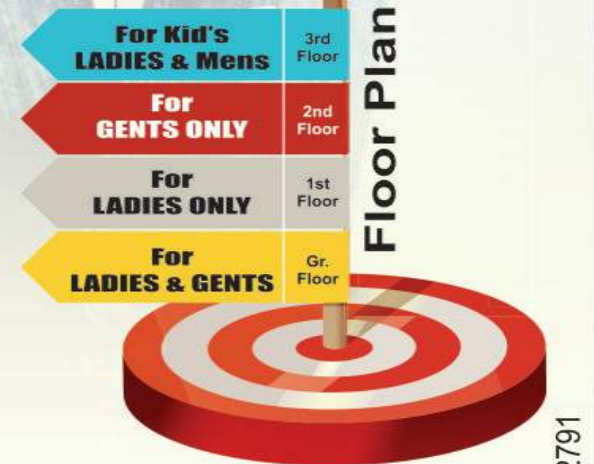 For Kid's
LADIES & Mens
3rd
Floor
For
GENTS ONLY
2nd
Floor
For
LADIES ONLY
1st
Floor
For
LADIES & GENTS
Gr.
Floor
Floor Plan
2791